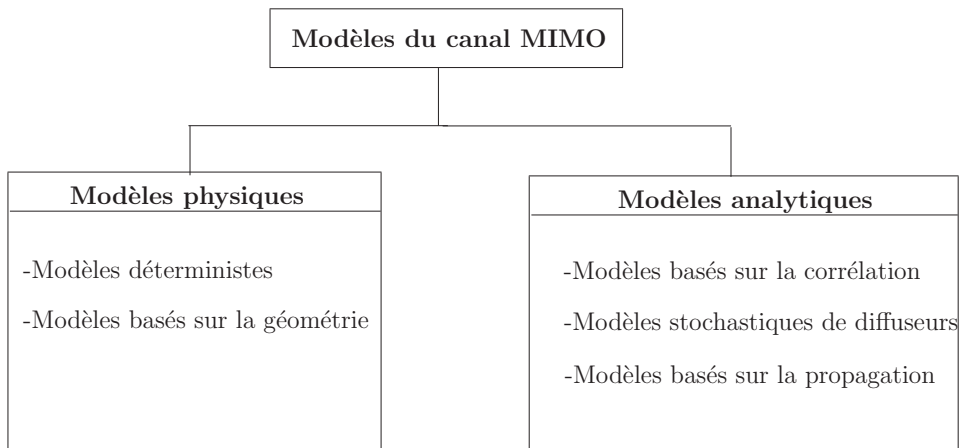 Modèles du canal MIMO
Modèles physiques
-Modèles déterministes
-Modèles basés sur la géométrie
Modèles analytiques
-Modèles basés sur la corrélation
-Modèles stochastiques de diffuseurs
-Modèles basés sur la propagation